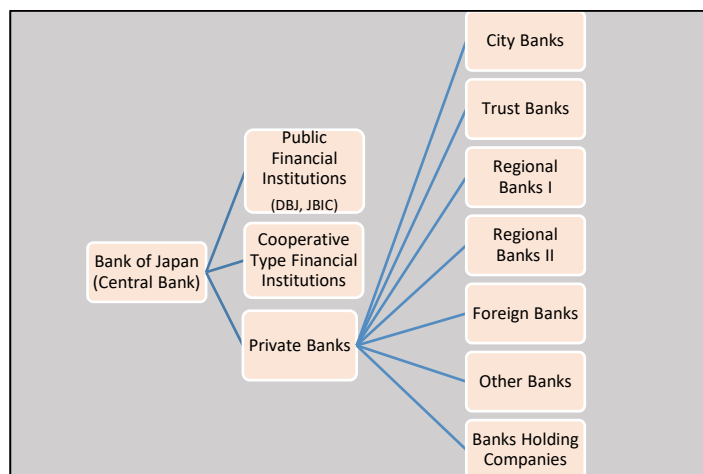 Bank of Japan
(Central Bank)
Public
Financial
Institutions
(DBJ, JBIC)
Cooperative
Type Financial
Institutions
Private Banks
City Banks
Trust Banks
Regional
Banks I
Regional
Banks II
Foreign Banks
Other Banks
Banks Holding
Companies